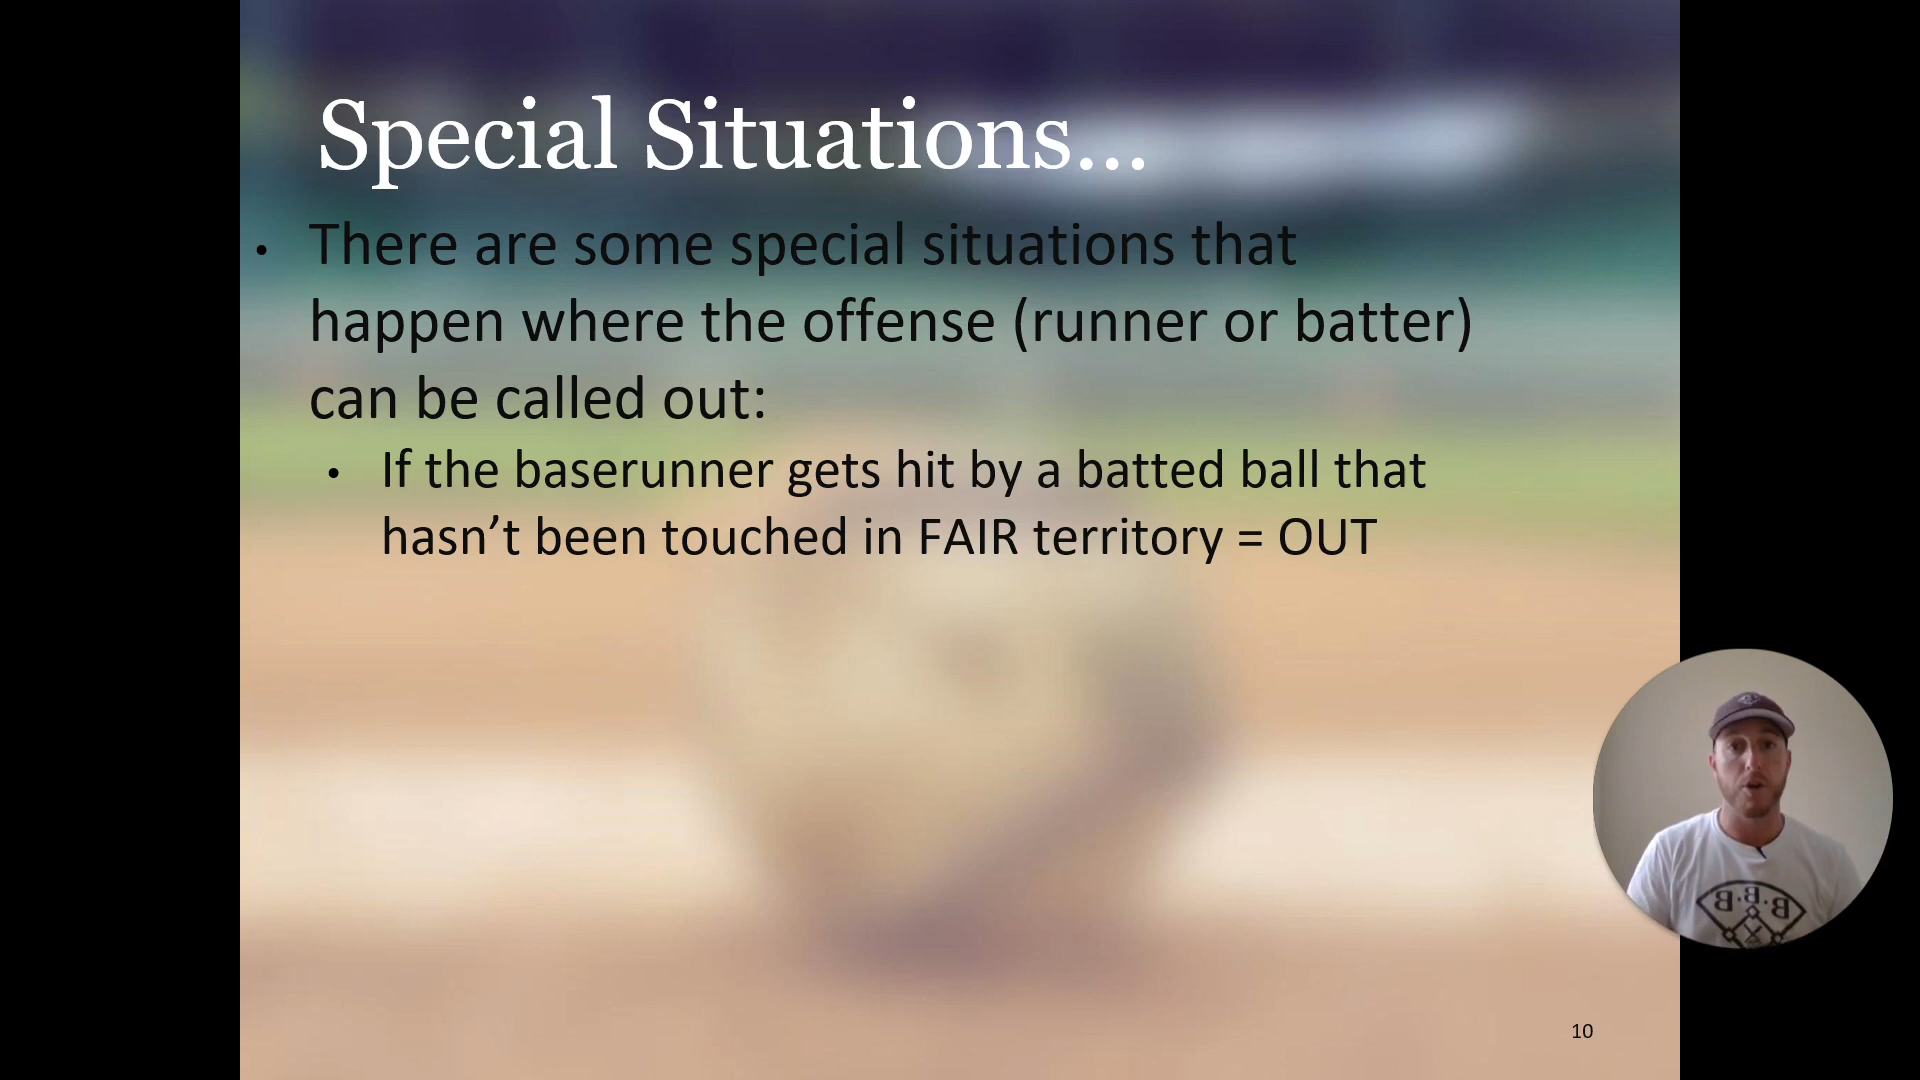 Special Situations...
• There are some special situations that
happen where the offense (runner or batter)
can be called out:
• If the baserunner gets hit by a batted ball that
hasn’t been touched in FAIR territory = OUT
B.B.B
10